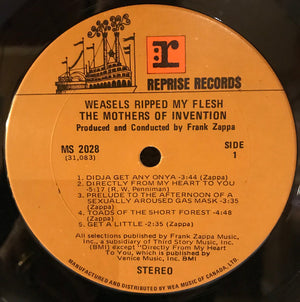 r
REPRISE RECORDS
WEASELS RIPPED MY FLESH
THE MOTHERS OF INVENTION
Produced and Conducted by Frank Zappa
MS 2028
(31,083)
SIDE
1
1. DIDJA GET ANY ONYA -3:44 (Zappa)
2. DIRECTLY FROM MY HEART TO YOU
-5:17 (R. W. Penniman)
3. PRELUDE TO THE AFTERNOON OF A
SEXUALLY AROUSED GAS MASK -3:35
(Zappa)
4. TOADS OF THE SHORT FOREST -4:48
(Zappa)
5. GET A LITTLE -2:35 (Zappa)
All selections published by Frank Zappa Music,
Inc., a subsidiary of Third Story Music, Inc.
(BMI) except "Directly From My Heart
To You, which is published by
Vanice Music, Inc. BMI
STEREO
MANUFACTURED AND DISTRIBUTED BY WEA MUSIC OF CANADA, LTD.